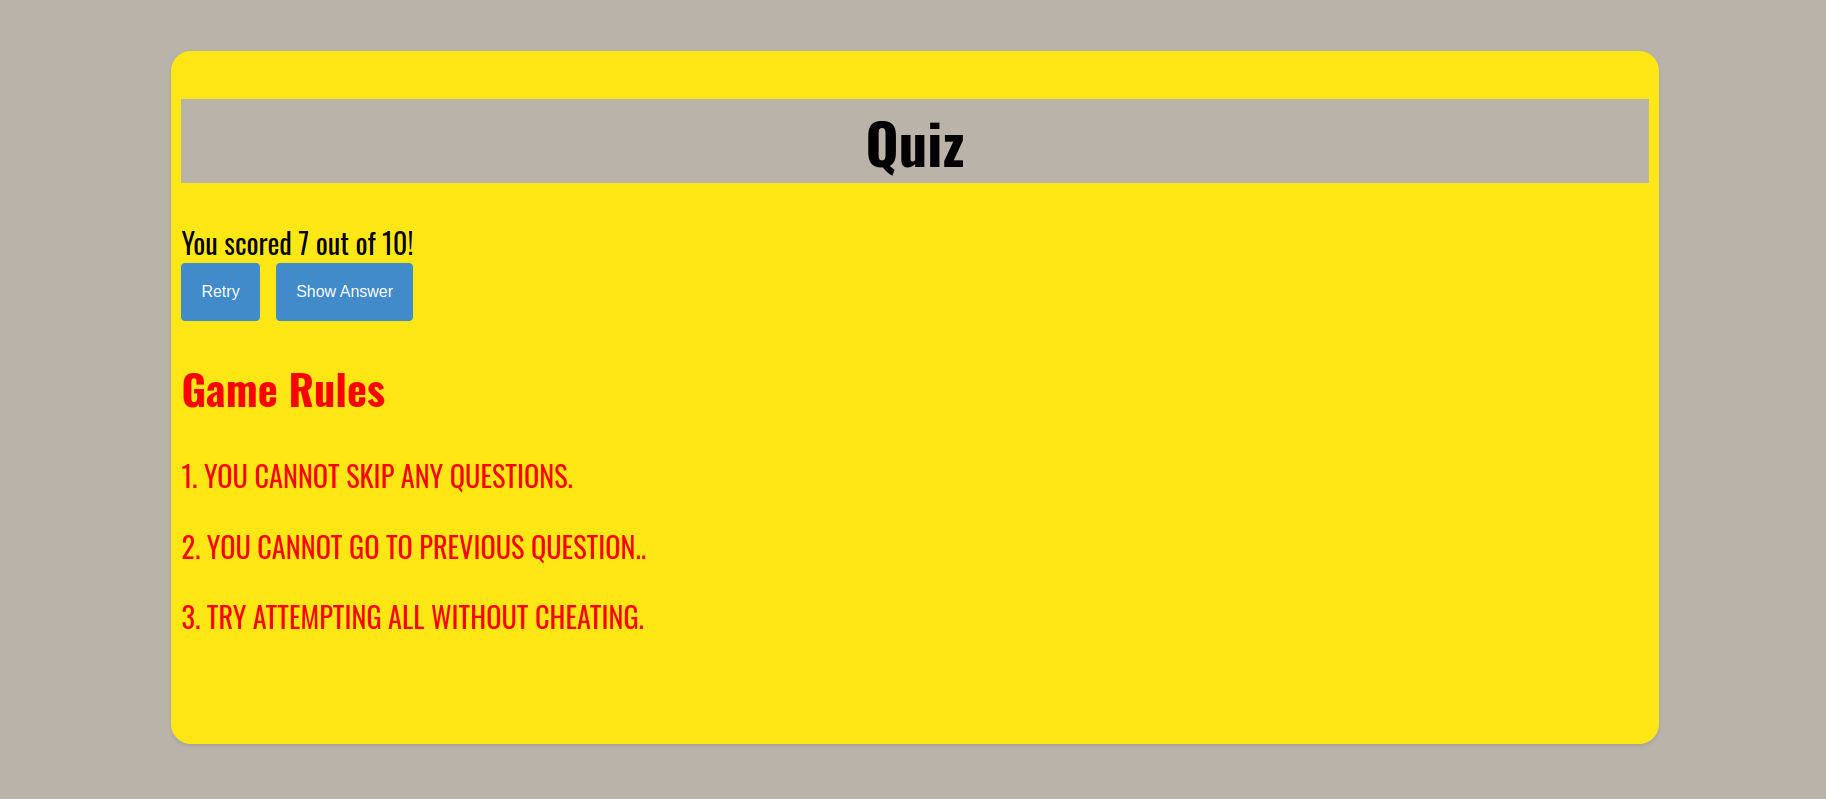 Quiz
You scored 7 out of 10!
Retry Show Answer
Game Rules
1. YOU CANNOT SKIP ANY QUESTIONS.
2. YOU CANNOT GO TO PREVIOUS QUESTION..
3. TRY ATTEMPTING ALL WITHOUT CHEATING.